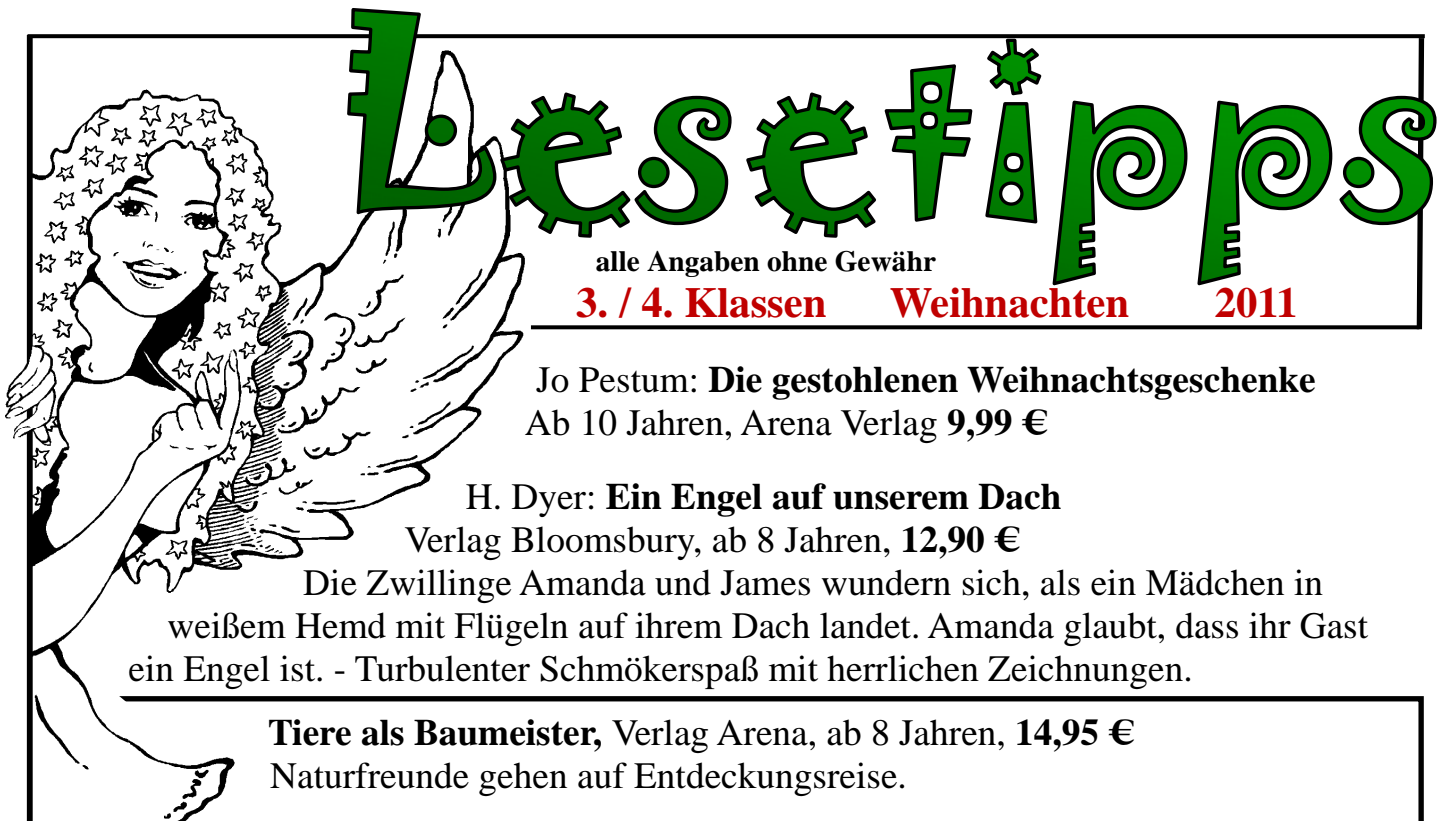 Lesetipps
alle Angaben ohne Gewähr
3. / 4. Klassen Weihnachten 2011
Jo Pestum: Die gestohlenen Weihnachtsgeschenke
Ab 10 Jahren, Arena Verlag 9,99 €
H. Dyer: Ein Engel auf unserem Dach
Verlag Bloomsbury, ab 8 Jahren, 12,90 €
Die Zwillinge Amanda und James wundern sich, als ein Mädchen in
weißem Hemd mit Flügeln auf ihrem Dach landet. Amanda glaubt, dass ihr Gast
ein Engel ist. - Turbulenter Schmökerspaß mit herrlichen Zeichnungen.
Tiere als Baumeister, Verlag Arena, ab 8 Jahren, 14,95 €
Naturfreunde gehen auf Entdeckungsreise.